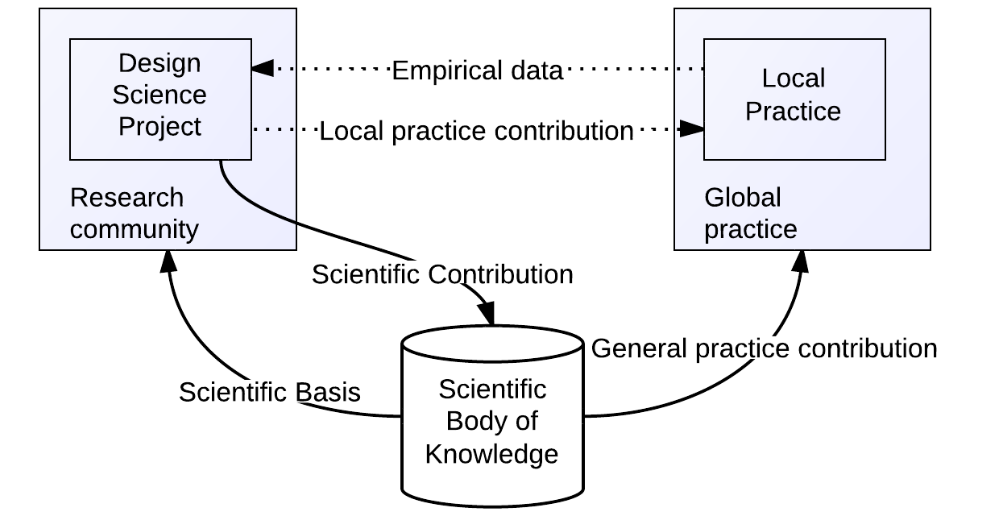 Design
Science
Project
Empirical data
Local
Practice
Local practice contribution
Research
community
Global
practice
Scientific Contribution
General practice contribution
Scientific Basis
Scientific
Body of
Knowledge